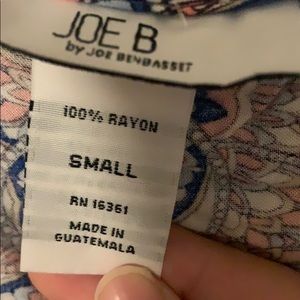 JOE B
by JOE BENBASSET
100% RAYON
SMALL
RN 16361
MADE IN
GUATEMALA